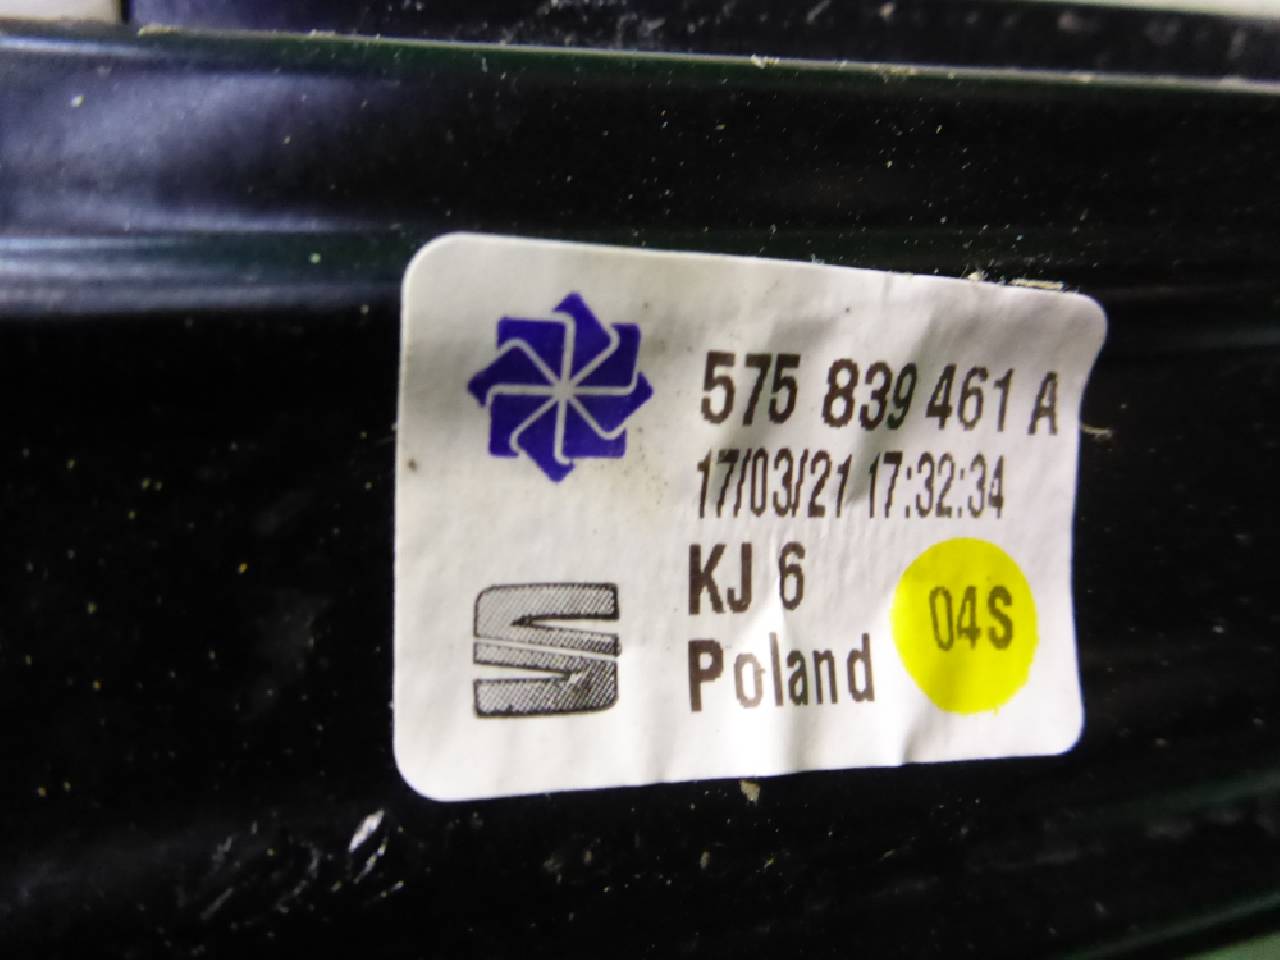 575 839 461 A
17/03/21 17:32:34
KJ 6
04S
Poland